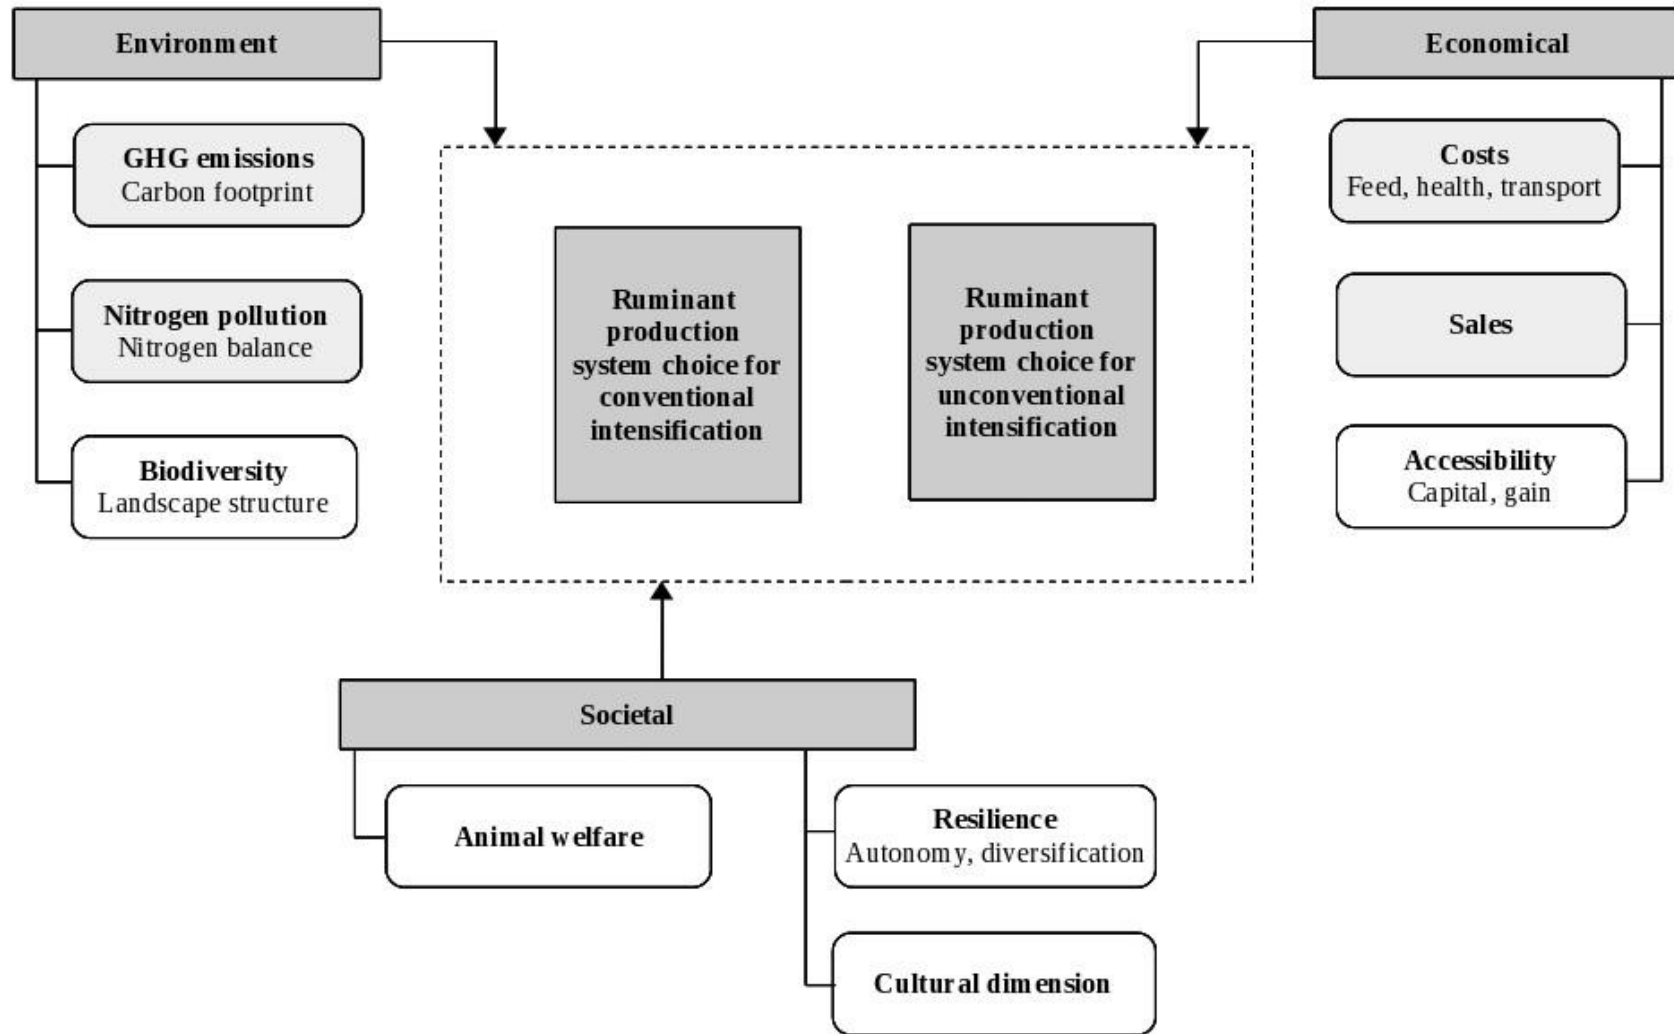 Environment
GHG emissions
Carbon footprint
Nitrogen pollution
Nitrogen balance
Biodiversity
Landscape structure
Ruminant
production
system choice for
conventional
intensification
Ruminant
production
system choice for
unconventional
intensification
Economical
Costs
Feed, health, transport
Sales
Accessibility
Capital, gain
Societal
Animal welfare
Resilience
Autonomy, diversification
Cultural dimension